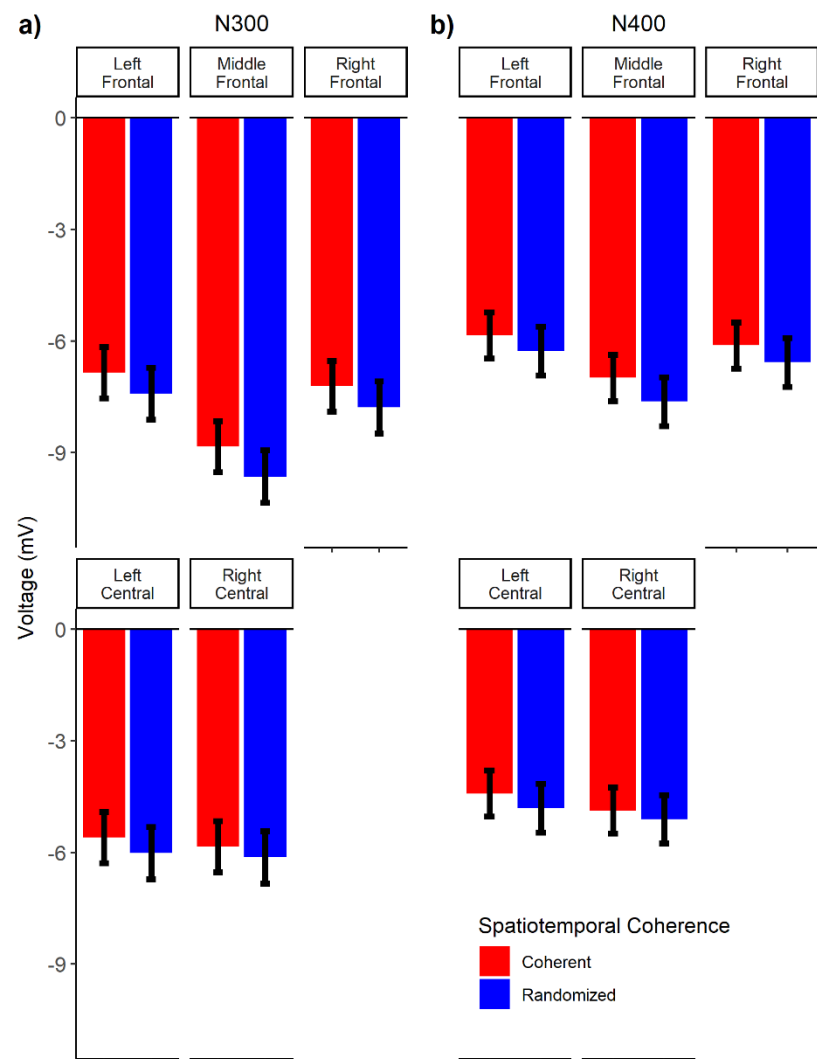 a)
N300
Left
Frontal
Middle
Frontal
Right
Frontal
0
-3
-6
-9
Left
Central
Right
Central
0
-3
-6
-9
Voltage (mV)
b)
N400
Left
Frontal
Middle
Frontal
Right
Frontal
Left
Central
Right
Central
Spatiotemporal Coherence
Coherent
Randomized